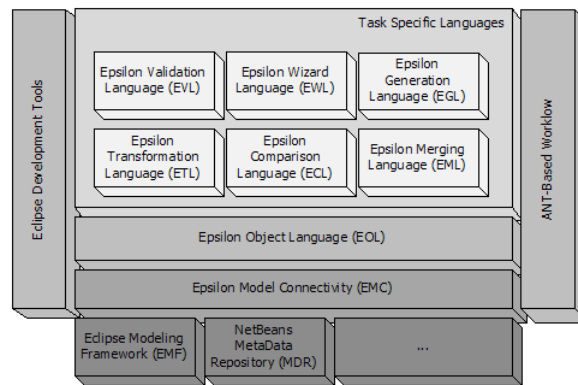 Task Specific Languages
Epsilon Validation
Language (EVL)
Epsilon Wizard
Language (EWL)
Epsilon
Generation
Language (EGL)
Epsilon
Transformation
Language (ETL)
Epsilon
Comparison
Language (ECL)
Epsilon Merging
Language (EML)
Eclipse Development Tools
ANT-Based Worklow
Epsilon Object Language (EOL)
Epsilon Model Connectivity (EMC)
Eclipse Modeling
Framework (EMF)
NetBeans
MetaData
Repository (MDR)
...